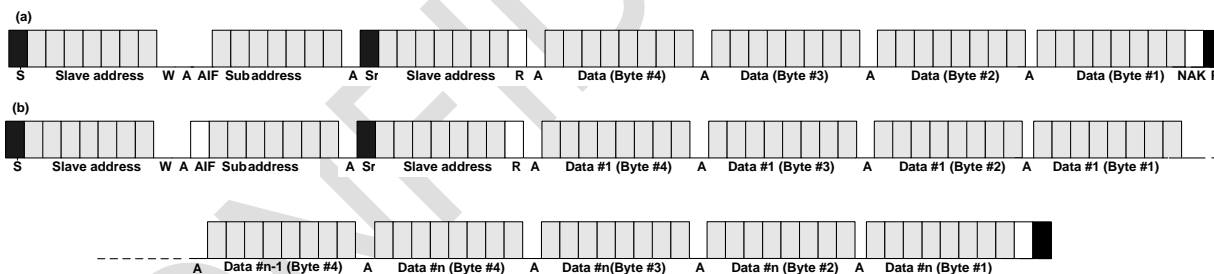 (a)
S Slave address W A AIF Subaddress A Sr Slave address R A Data (Byte #4) A Data (Byte #3) A Data (Byte #2) A Data (Byte #1) NAK
(b)
S Slave address W A AIF Subaddress A Sr Slave address R A Data #1 (Byte #4) A Data #1 (Byte #3) A Data #1 (Byte #2) A Data #1 (Byte #1)
A Data #n-1 (Byte #4) A Data #n (Byte #4) A Data #n(Byte #3) A Data #n (Byte #2) A Data #n (Byte #1)